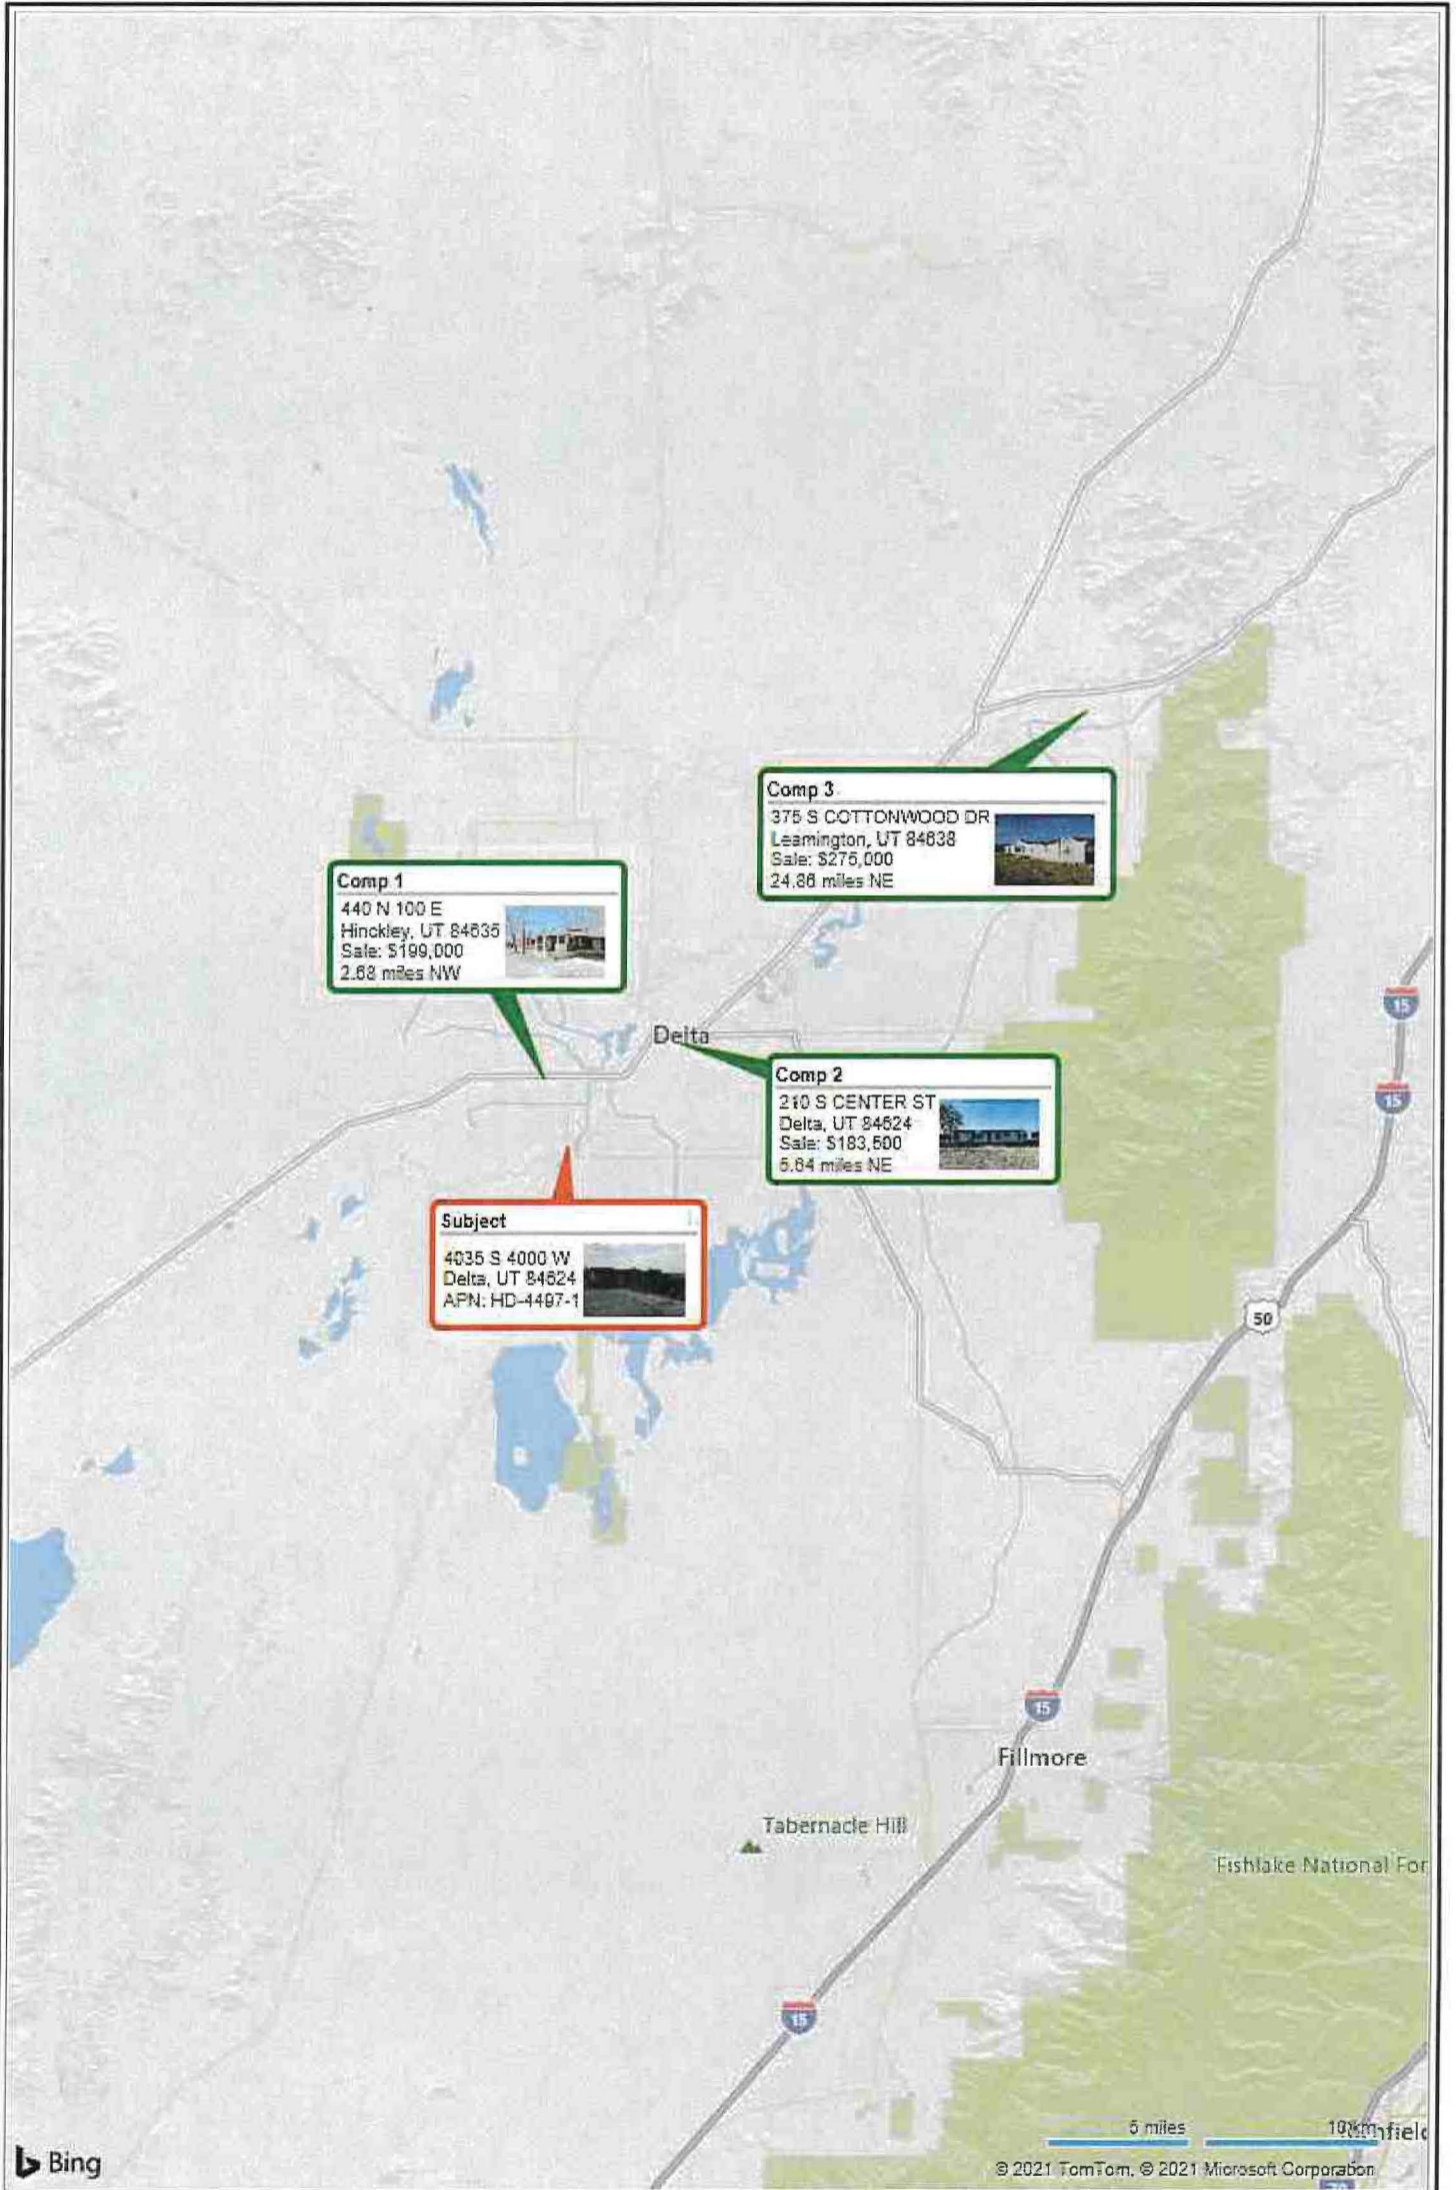 Comp 3
375 S COTTONWOOD DR
Leamington, UT 84638
Sale: $275,000
24.86 miles NE
Comp 1
440 N 100 E
Hinckley, UT 84635
Sale: $199,000
2.68 miles NW
Delta
Comp 2
210 S CENTER ST
Delta, UT 84624
Sale: $183,500
5.64 miles NE
15
15
Subject
4035 S 4000 W
Delta, UT 84624
APN: HD-4497-1
50
15
Fillmore
Tabernacle Hill
Fishlake National For
15
5 miles
10 km
Bing
© 2021 TomTom, © 2021 Microsoft Corporation